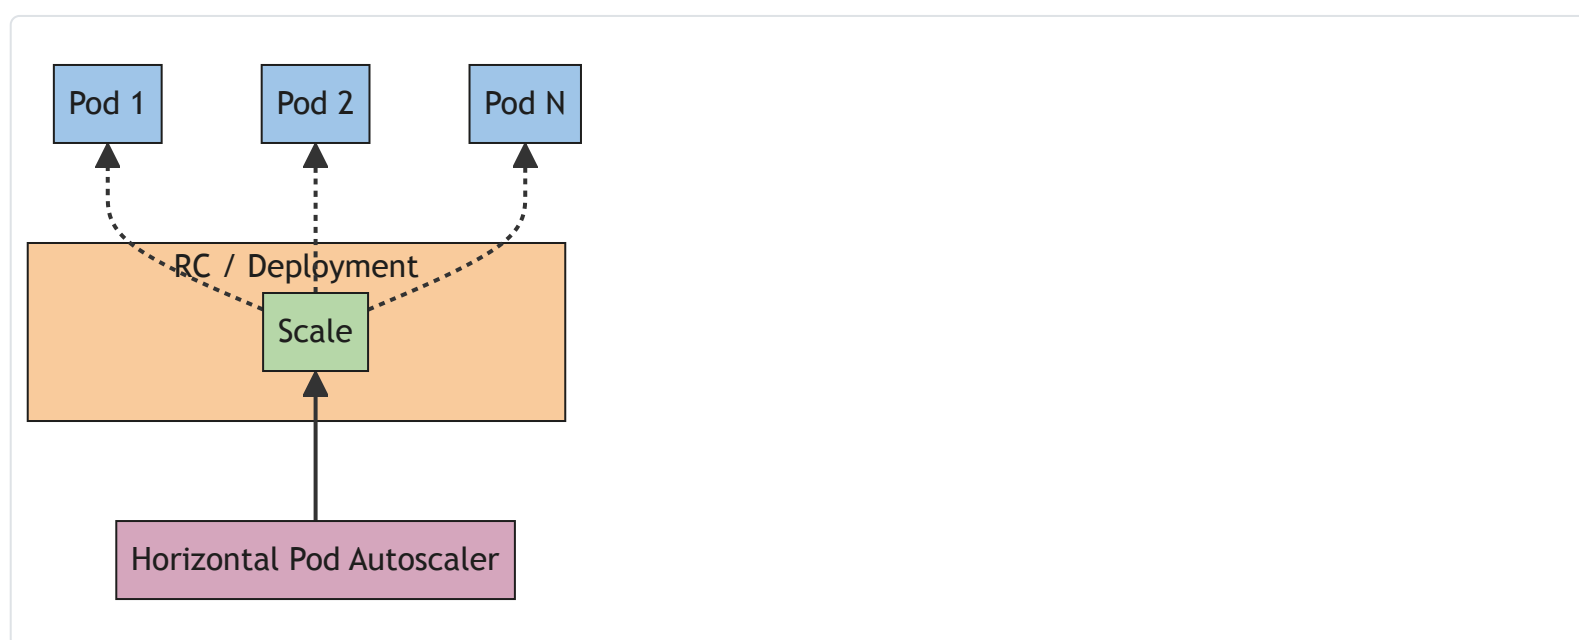 Pod 1
Pod 2
Pod N
RC / Deployment
Scale
Horizontal Pod Autoscaler